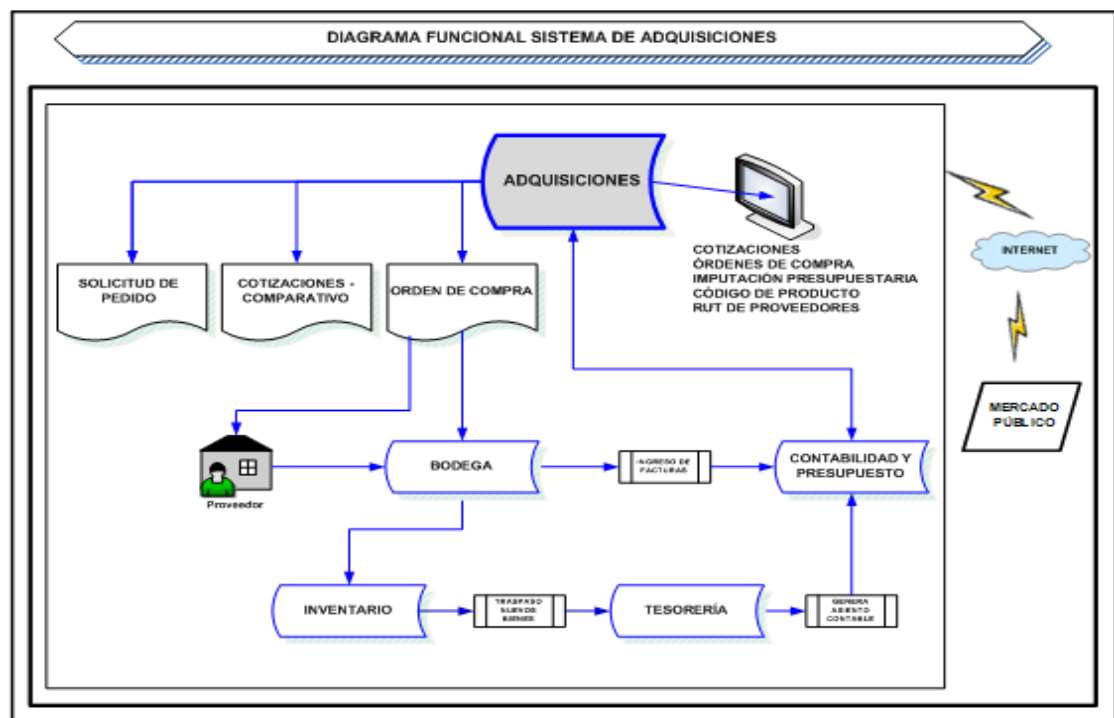 DIAGRAMA FUNCIONAL SISTEMA DE ADQUISICIONES
ADQUISICIONES
COTIZACIONES
ÓRDENES DE COMPRA
IMPUTACIÓN PRESUPUESTARIA
CÓDIGO DE PRODUCTO
RUT DE PROVEEDORES
INTERNET
SOLICITUD DE
PEDIDO
COTIZACIONES -
COMPARATIVO
ORDEN DE COMPRA
MERCADO
PÚBLICO
Proveedor
BODEGA
INGRESO DE
FACTURAS
CONTABILIDAD Y
PRESUPUESTO
INVENTARIO
TRASPASO
BIENES
TESORERÍA
GENERA
ASIENTO
CONTABLE